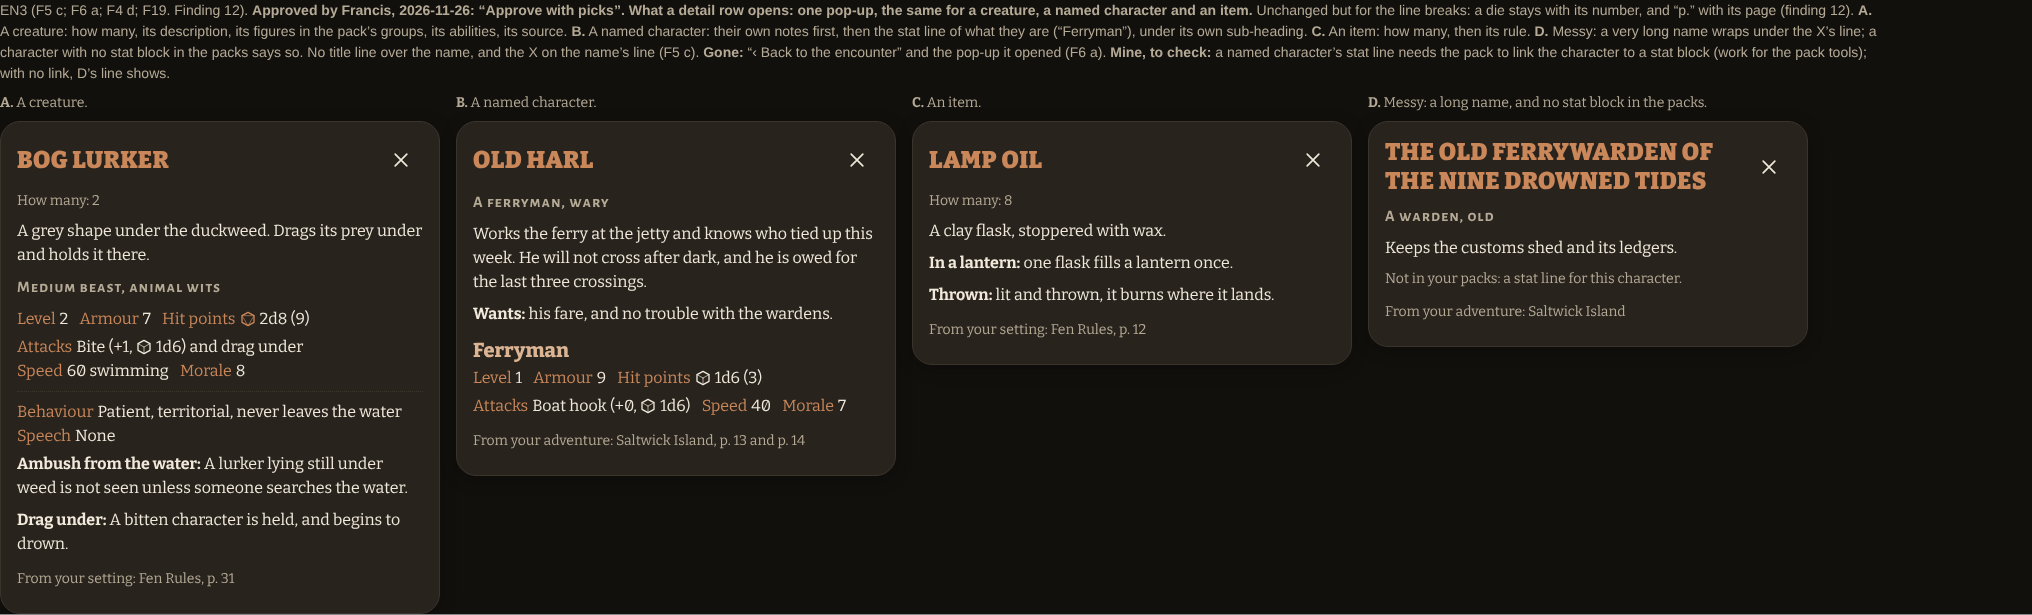 EN3 (F5 c; F6 a; F4 d; F19. Finding 12). Approved by Francis, 2026-11-26: “Approve with picks”. What a detail row opens: one pop-up, the same for a creature, a named character and an item. Unchanged but for the line breaks: a die stays with its number, and “p.” with its page (finding 12). A.
A creature: how many, its description, its figures in the pack’s groups, its abilities, its source. B. A named character: their own notes first, then the stat line of what they are (“Ferryman”), under its own sub-heading. C. An item: how many, then its rule. D. Messy: a very long name wraps under the X’s line; a
character with no stat block in the packs says so. No title line over the name, and the X on the name’s line (F5 c). Gone: “‹ Back to the encounter” and the pop-up it opened (F6 a). Mine, to check: a named character’s stat line needs the pack to link the character to a stat block (work for the pack tools);
with no link, D’s line shows.
A. A creature.
BOG LURKER
How many: 2
A grey shape under the duckweed. Drags its prey under
and holds it there.
MEDIUM BEAST, ANIMAL WITS
Level 2 Armour 7 Hit points 2d8 (9)
Attacks Bite (+1, 1d6) and drag under
Speed 60 swimming Morale 8
Behaviour Patient, territorial, never leaves the water
Speech None
Ambush from the water: A lurker lying still under
weed is not seen unless someone searches the water.
Drag under: A bitten character is held, and begins to
drown.
From your setting: Fen Rules, p. 31
B. A named character.
OLD HARL
A FERRYMAN, WARY
Works the ferry at the jetty and knows who tied up this
week. He will not cross after dark, and he is owed for
the last three crossings.
Wants: his fare, and no trouble with the wardens.
Ferryman
Level 1 Armour 9 Hit points 1d6 (3)
Attacks Boat hook (+0, 1d6) Speed 40 Morale 7
From your adventure: Saltwick Island, p. 13 and p. 14
C. An item.
LAMP OIL
How many: 8
A clay flask, stoppered with wax.
In a lantern: one flask fills a lantern once.
Thrown: lit and thrown, it burns where it lands.
From your setting: Fen Rules, p. 12
D. Messy: a long name, and no stat block in the packs.
THE OLD FERRYWARDEN OF
THE NINE DROWNED TIDES
A WARDEN, OLD
Keeps the customs shed and its ledgers.
Not in your packs: a stat line for this character.
From your adventure: Saltwick Island